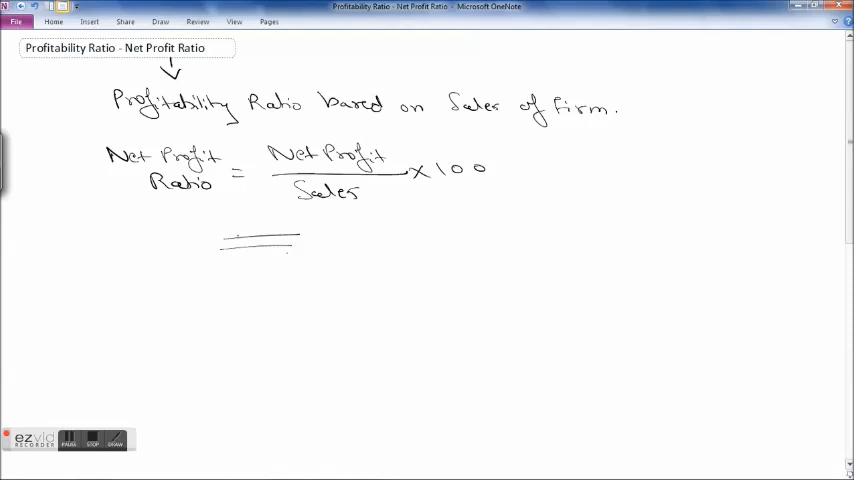 Profitability Ratio - Net Profit Ratio - Microsoft OneNote
File Home Insert Share Draw Review View Pages
Profitability Ratio - Net Profit Ratio
Profitability Ratio based on Sales of Firm.
Net Profit Ratio = Net Profit / Sales × 100
ezvid
RECORDER
PAUSE STOP DRAW